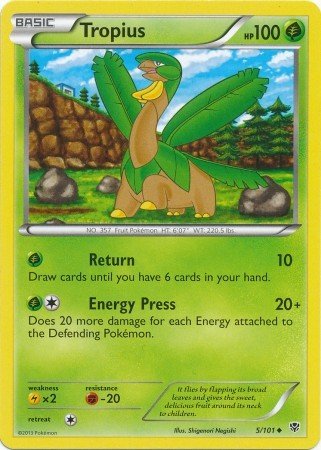 BASIC
Tropius
HP100
NO. 357 Fruit Pokémon HT: 6'07" WT: 220.5 lbs.
Return 10
Draw cards until you have 6 cards in your hand.
Energy Press 20+
Does 20 more damage for each Energy attached to
the Defending Pokémon.
weakness
×2
resistance
-20
retreat
It flies by flapping its broad
leaves and gives the sweet,
delicious fruit around its neck
to children.
©2013 Pokémon
Illus. Shigenori Negishi
5/101